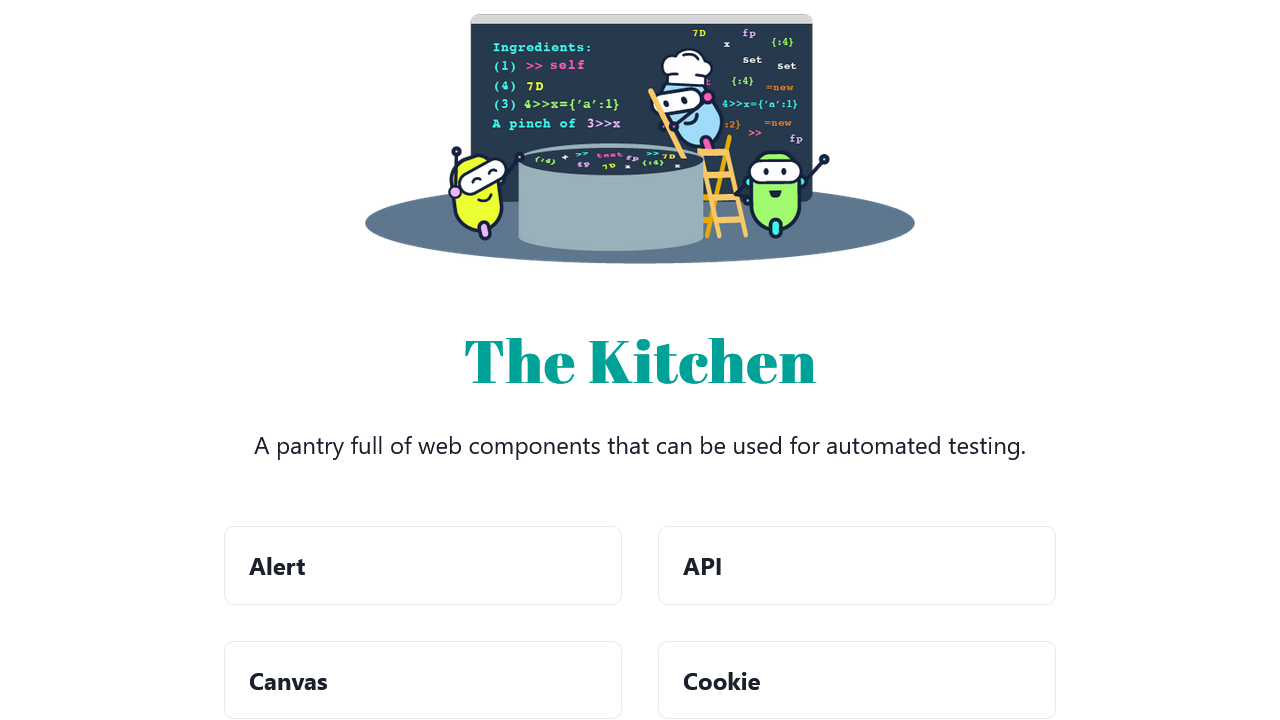 Ingredients:
(1) >> self
(4) 7D
(3) 4>>x={'a':1}
A pinch of 3>>x
7D fp
x {:4}
set set
{:4} =new
4>>x={'a':1}
:2} >> =new
fp
{:4} + >> test fp >> 7D
fp 7D x {:4} x
The Kitchen
A pantry full of web components that can be used for automated testing.
Alert
API
Canvas
Cookie